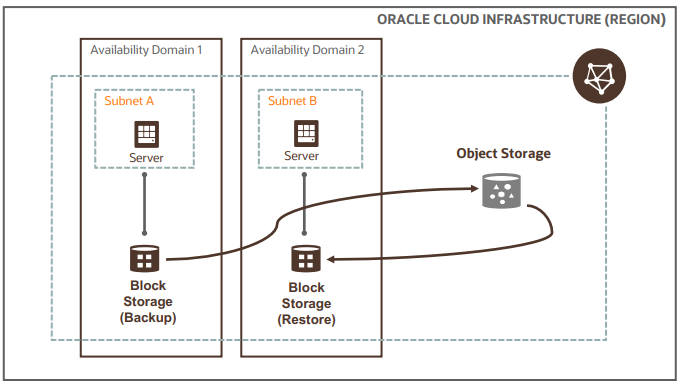 ORACLE CLOUD INFRASTRUCTURE (REGION)
Availability Domain 1
Availability Domain 2
Subnet A
Subnet B
Server
Server
Object Storage
Block
Storage
(Backup)
Block
Storage
(Restore)